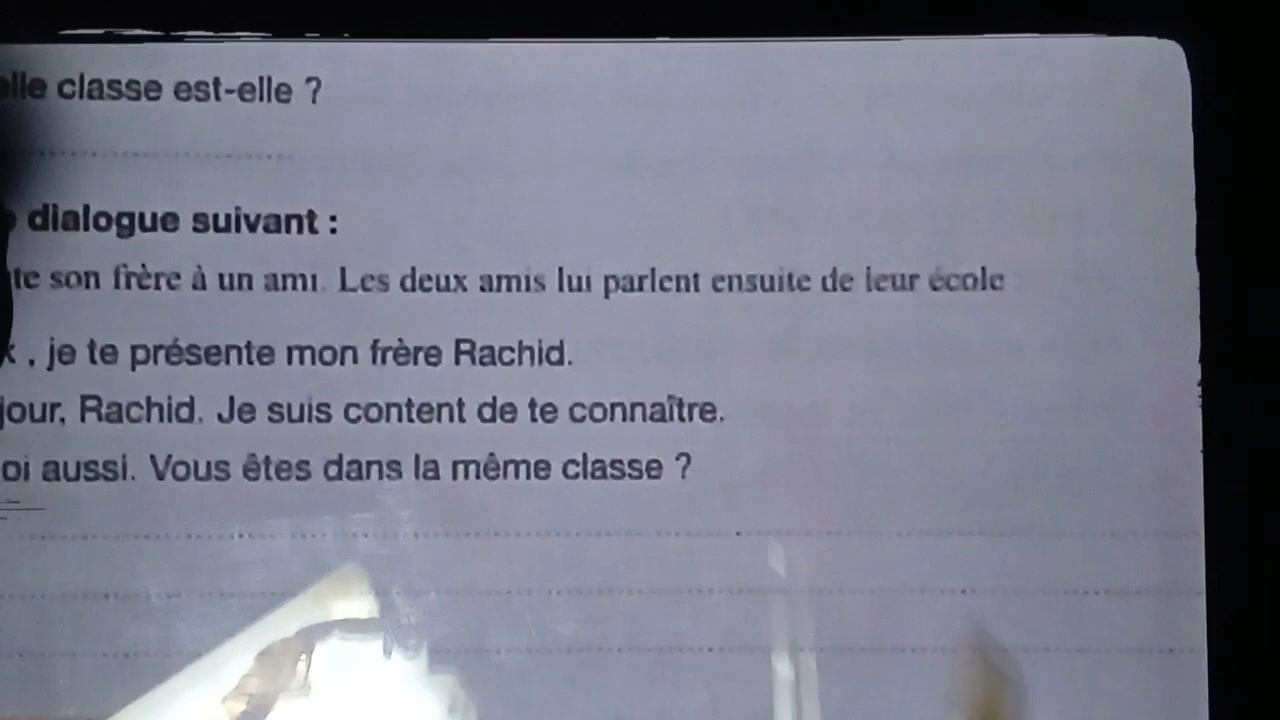 classe est-elle ?
dialogue suivant :
son frère à un ami. Les deux amis lui parlent ensuite de leur école
, je te présente mon frère Rachid.
jour, Rachid. Je suis content de te connaître.
oi aussi. Vous êtes dans la même classe ?